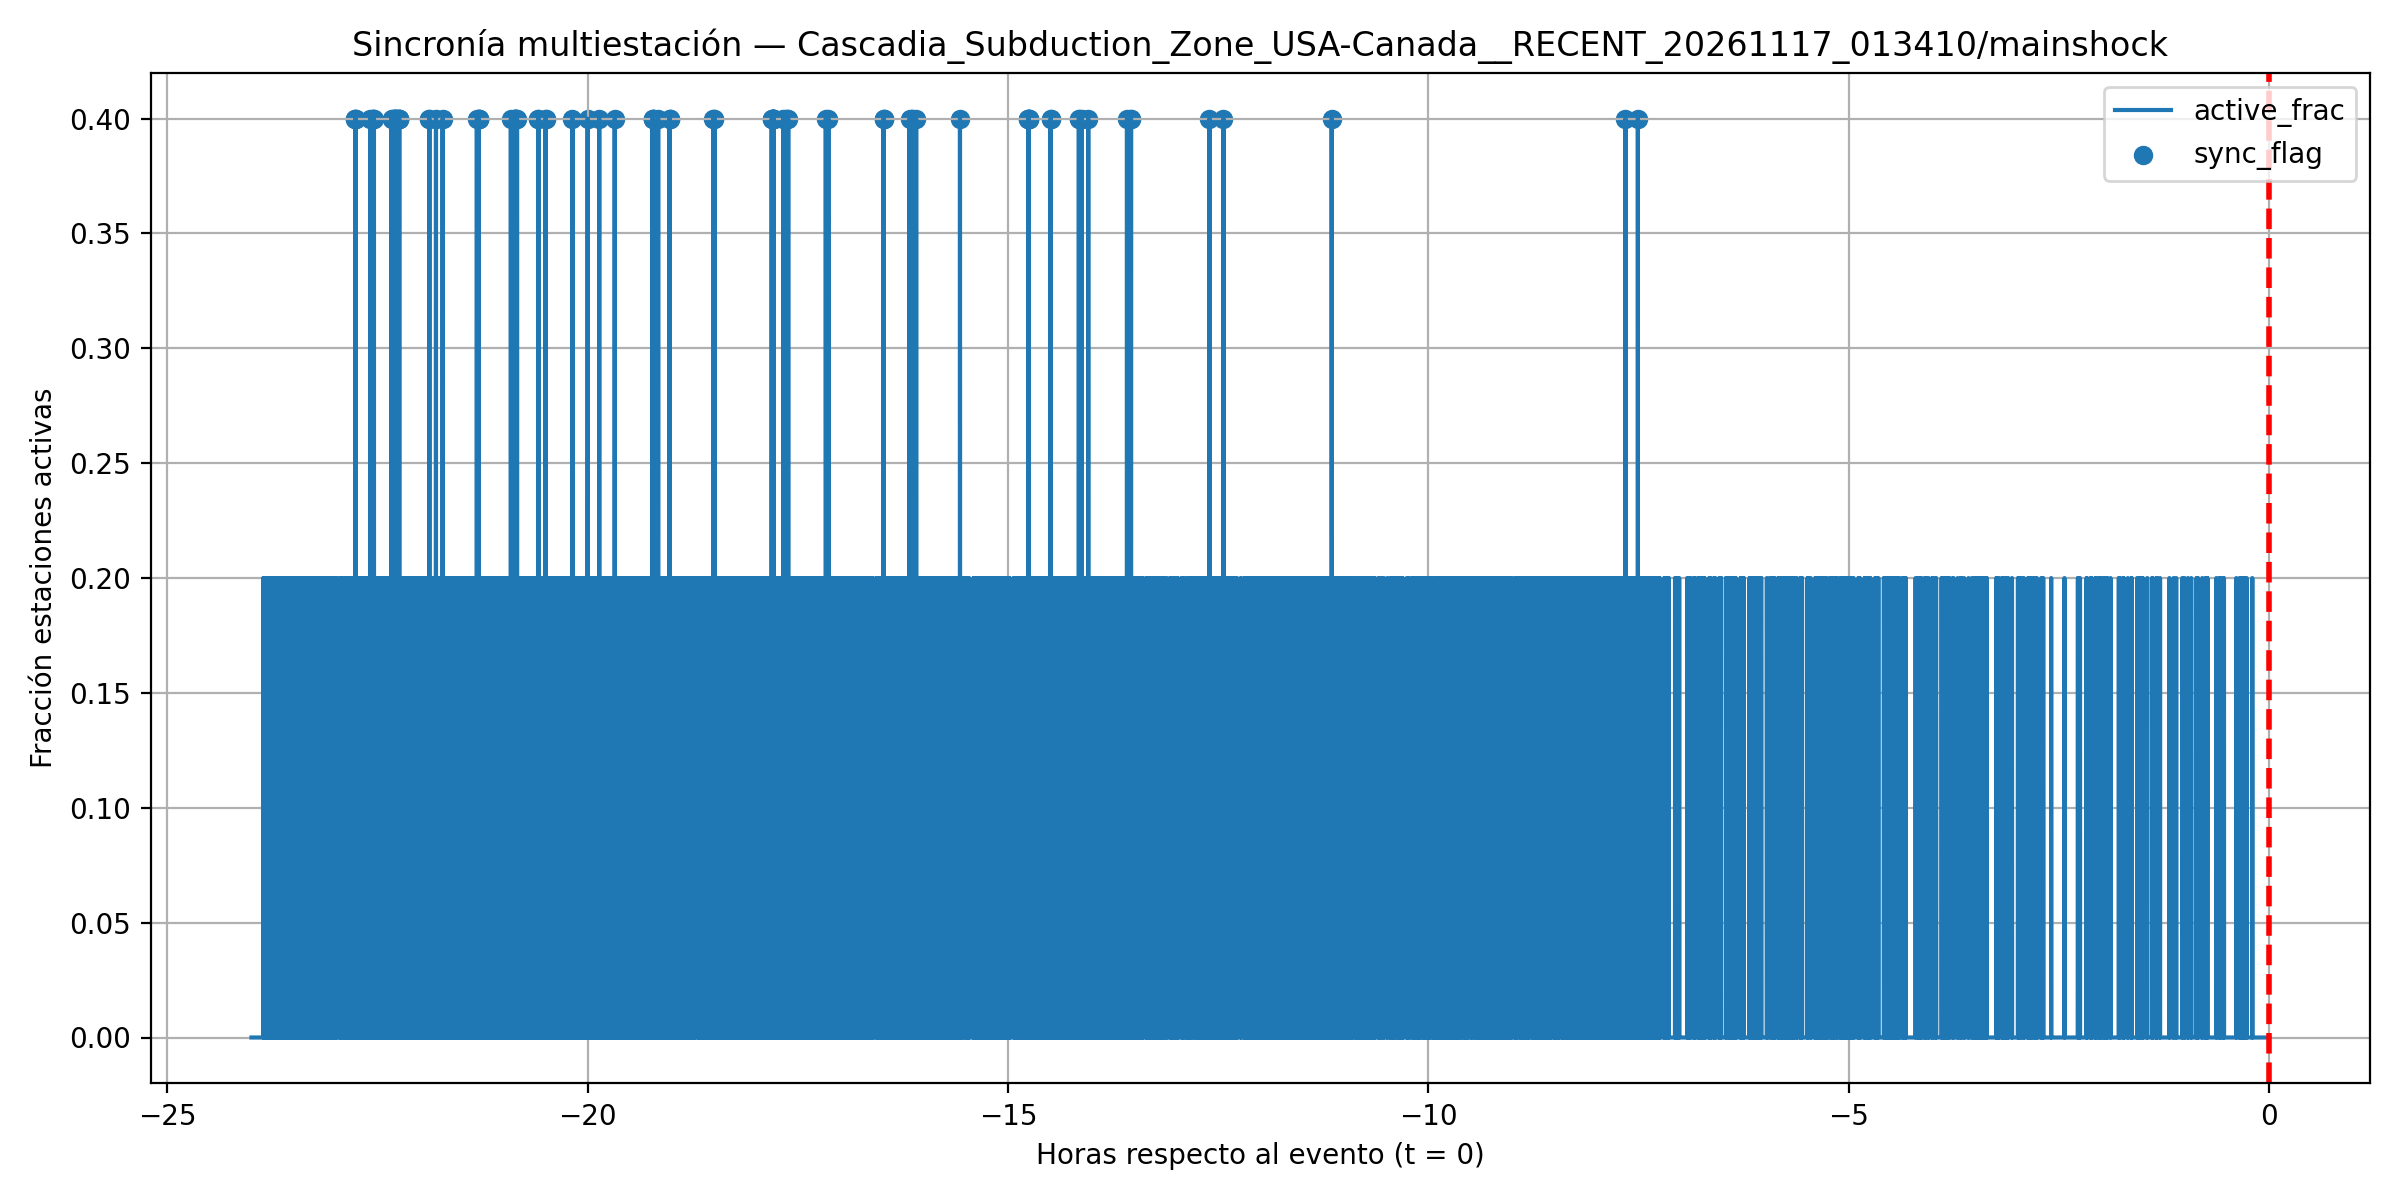 Sincronía multiestación — Cascadia_Subduction_Zone_USA-Canada__RECENT_20261117_013410/mainshock
active_frac
sync_flag
Fracción estaciones activas
0.40
0.35
0.30
0.25
0.20
0.15
0.10
0.05
0.00
−25 −20 −15 −10 −5 0
Horas respecto al evento (t = 0)